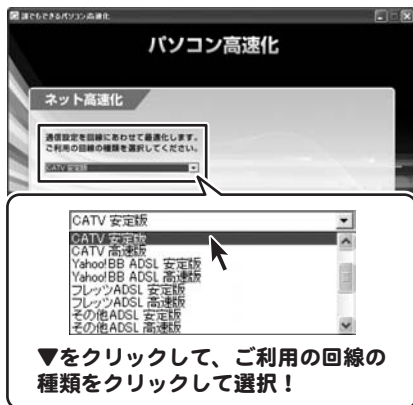 誰でもできるパソコン高速化
パソコン高速化
ネット高速化
通信設定を回線にあわせて最適化します。
ご利用の回線の種類を選択してください。
CATV 安定版
CATV 安定版
CATV 安定版
CATV 高速版
Yahoo!BB ADSL 安定版
Yahoo!BB ADSL 高速版
フレッツADSL 安定版
フレッツADSL 高速版
その他ADSL 安定版
その他ADSL 高速版
▼をクリックして、ご利用の回線の
種類をクリックして選択！